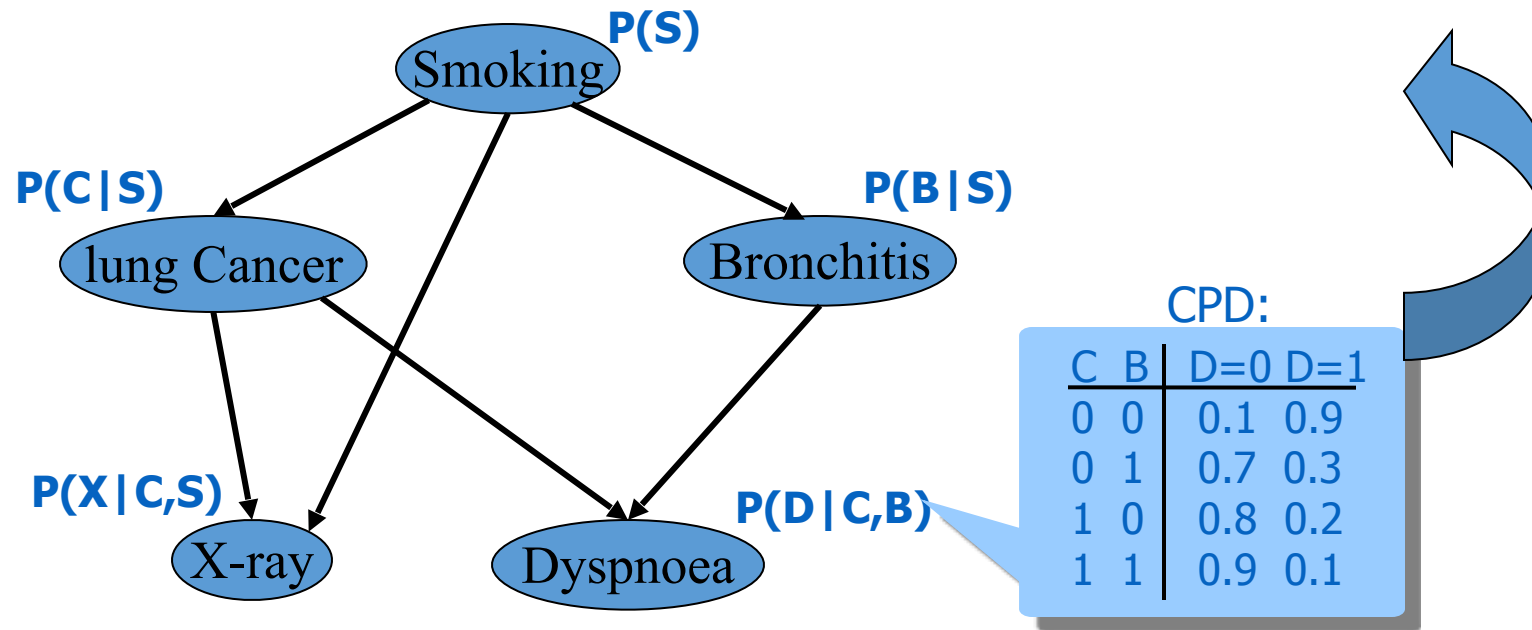 P(S)
Smoking
P(C|S)
P(B|S)
lung Cancer
Bronchitis
P(X|C,S)
X-ray
P(D|C,B)
Dyspnoea
CPD:
C B D=0 D=1
0 0 0.1 0.9
0 1 0.7 0.3
1 0 0.8 0.2
1 1 0.9 0.1